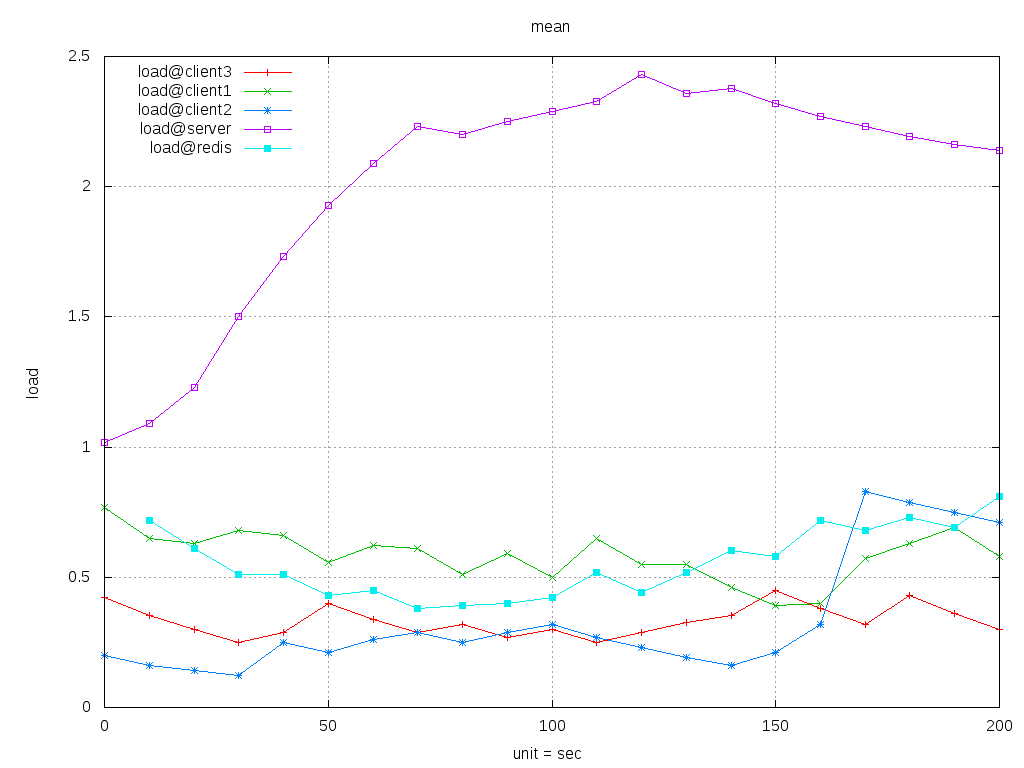 mean
load@client3
load@client1
load@client2
load@server
load@redis
2.5
2
1.5
1
0.5
0
load
0 50 100 150 200
unit = sec